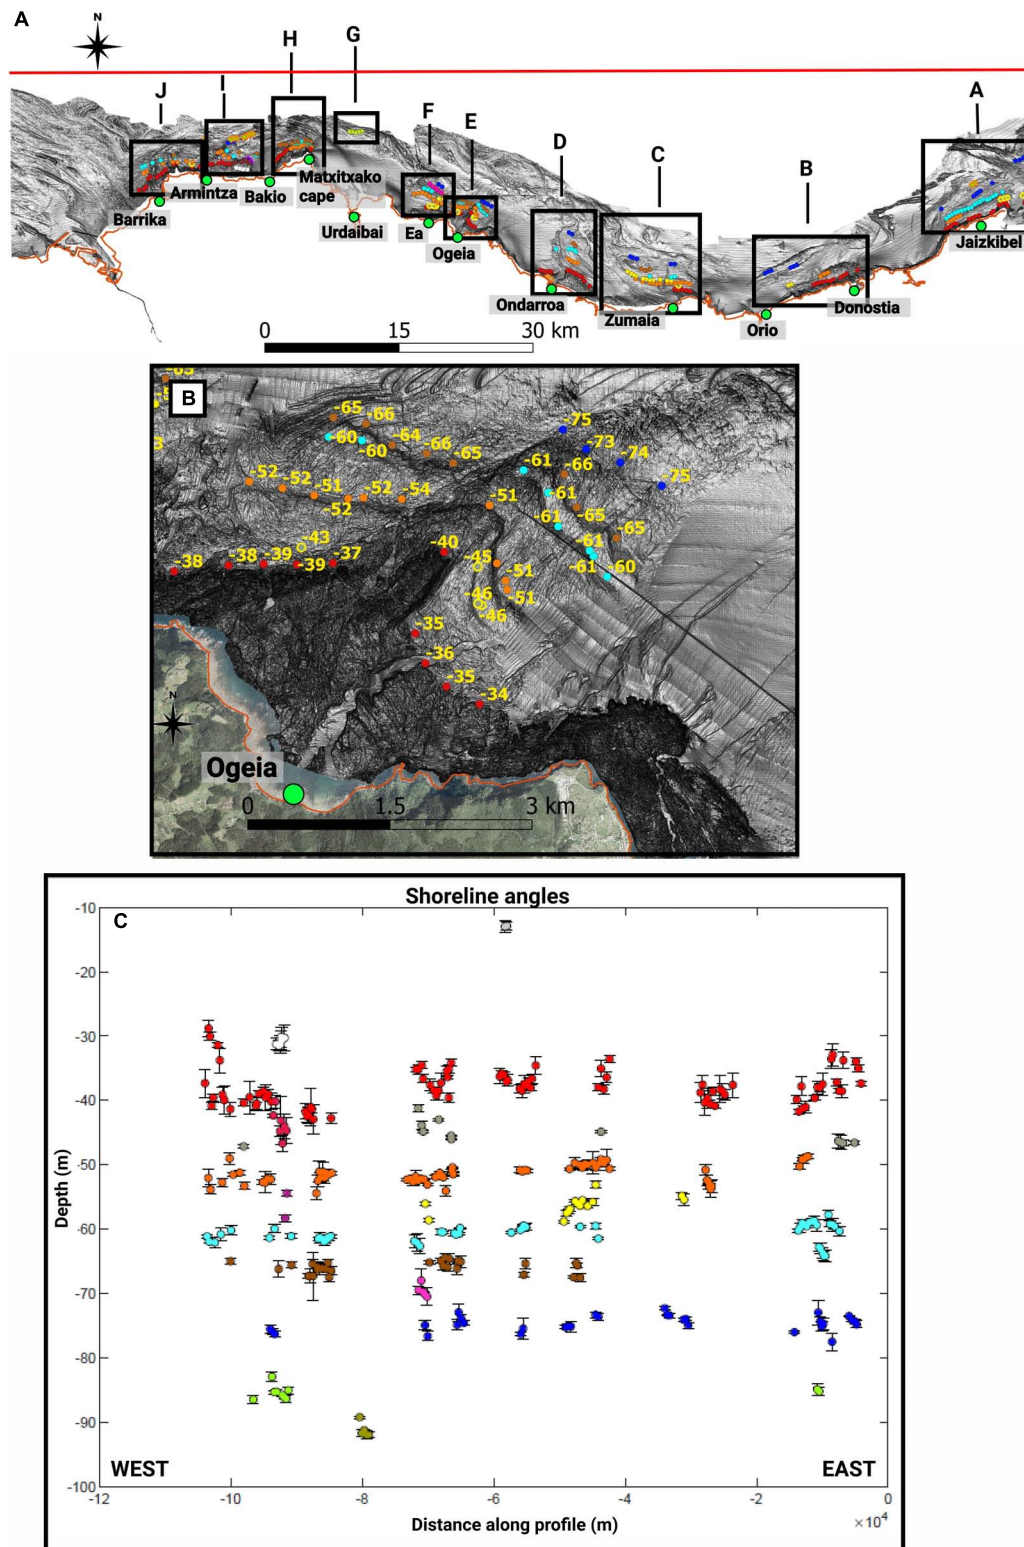 A
N
H
G
J
I
F
E
D
C
B
A
Barrika
Armintza
Bakio
Matxitxako
cape
Urdaibai
Ea
Ogeia
Ondarroa
Zumaia
Orio
Donostia
Jaizkibel
0 15 30 km
B
-65
-66
-75
-60
-60
-64
-66
-65
-73
-74
-61
-66
-75
-52
-52
-51
-52
-52
-54
-51
-61
-65
-61
-65
-43
-40
-61
-38
-38
-39
-39
-37
-45
-51
-61
-60
-46
-46
-51
-35
-36
-35
-34
N
Ogeia
0 1.5 3 km
Shoreline angles
C
-10
-20
-30
-40
-50
-60
-70
-80
-90
-100
Depth (m)
WEST
EAST
-12 -10 -8 -6 -4 -2 0
×10⁴
Distance along profile (m)